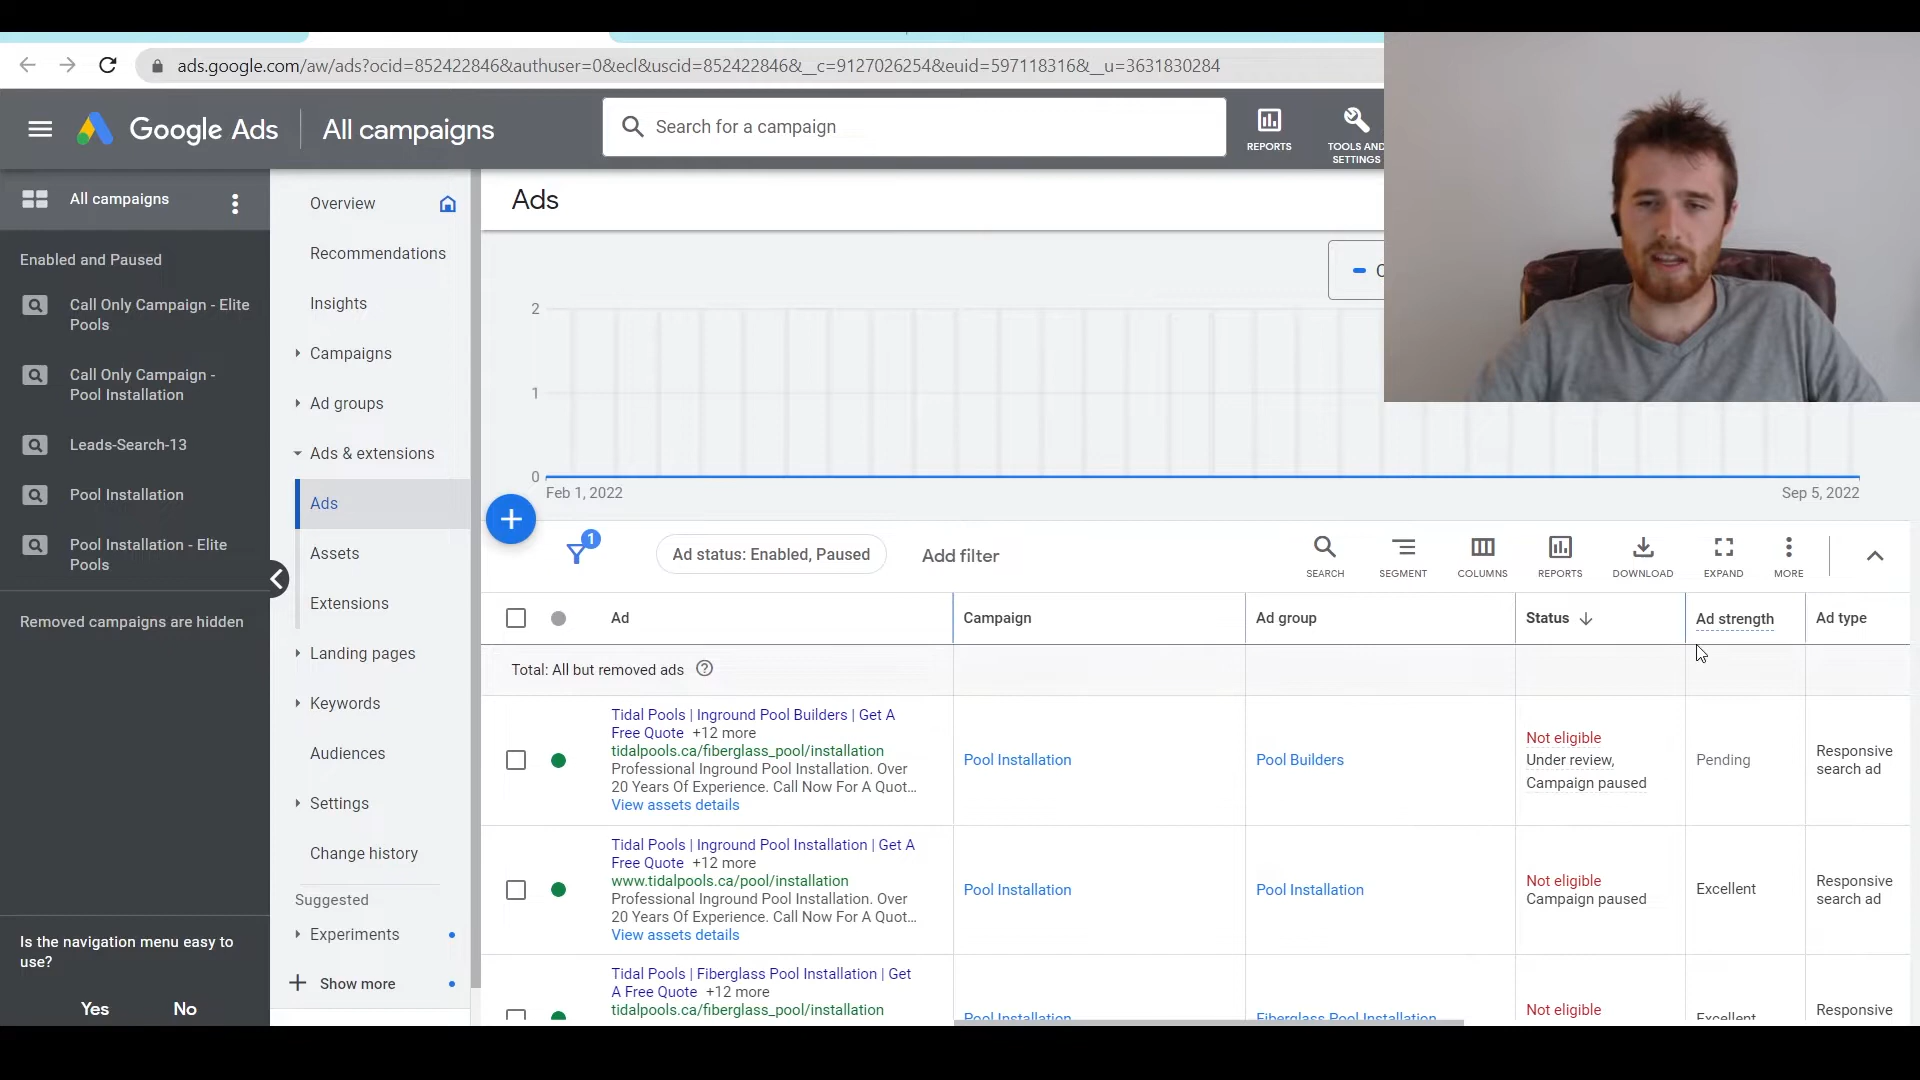 ads.google.com/aw/ads?ocid=852422846&authuser=0&ecl&uscid=852422846&__c=9127026254&euid=597118316&__u=3631830284
Google Ads
All campaigns
Search for a campaign
REPORTS
TOOLS AND
SETTINGS
All campaigns
Enabled and Paused
Call Only Campaign - Elite
Pools
Call Only Campaign -
Pool Installation
Leads-Search-13
Pool Installation
Pool Installation - Elite
Pools
Removed campaigns are hidden
Is the navigation menu easy to
use?
Yes
No
Overview
Recommendations
Insights
Campaigns
Ad groups
Ads & extensions
Ads
Assets
Extensions
Landing pages
Keywords
Audiences
Settings
Change history
Suggested
Experiments
Show more
Ads
2
1
0
Feb 1, 2022
Sep 5, 2022
1
Ad status: Enabled, Paused
Add filter
SEARCH
SEGMENT
COLUMNS
REPORTS
DOWNLOAD
EXPAND
MORE
Ad
Campaign
Ad group
Status
Ad strength
Ad type
Total: All but removed ads
Tidal Pools | Inground Pool Builders | Get A
Free Quote +12 more
tidalpools.ca/fiberglass_pool/installation
Professional Inground Pool Installation. Over
20 Years Of Experience. Call Now For A Quot...
View assets details
Pool Installation
Pool Builders
Not eligible
Under review,
Campaign paused
Pending
Responsive
search ad
Tidal Pools | Inground Pool Installation | Get A
Free Quote +12 more
www.tidalpools.ca/pool/installation
Professional Inground Pool Installation. Over
20 Years Of Experience. Call Now For A Quot...
View assets details
Pool Installation
Pool Installation
Not eligible
Campaign paused
Excellent
Responsive
search ad
Tidal Pools | Fiberglass Pool Installation | Get
A Free Quote +12 more
tidalpools.ca/fiberglass_pool/installation
Pool Installation
Fiberglass Pool Installation
Not eligible
Excellent
Responsive